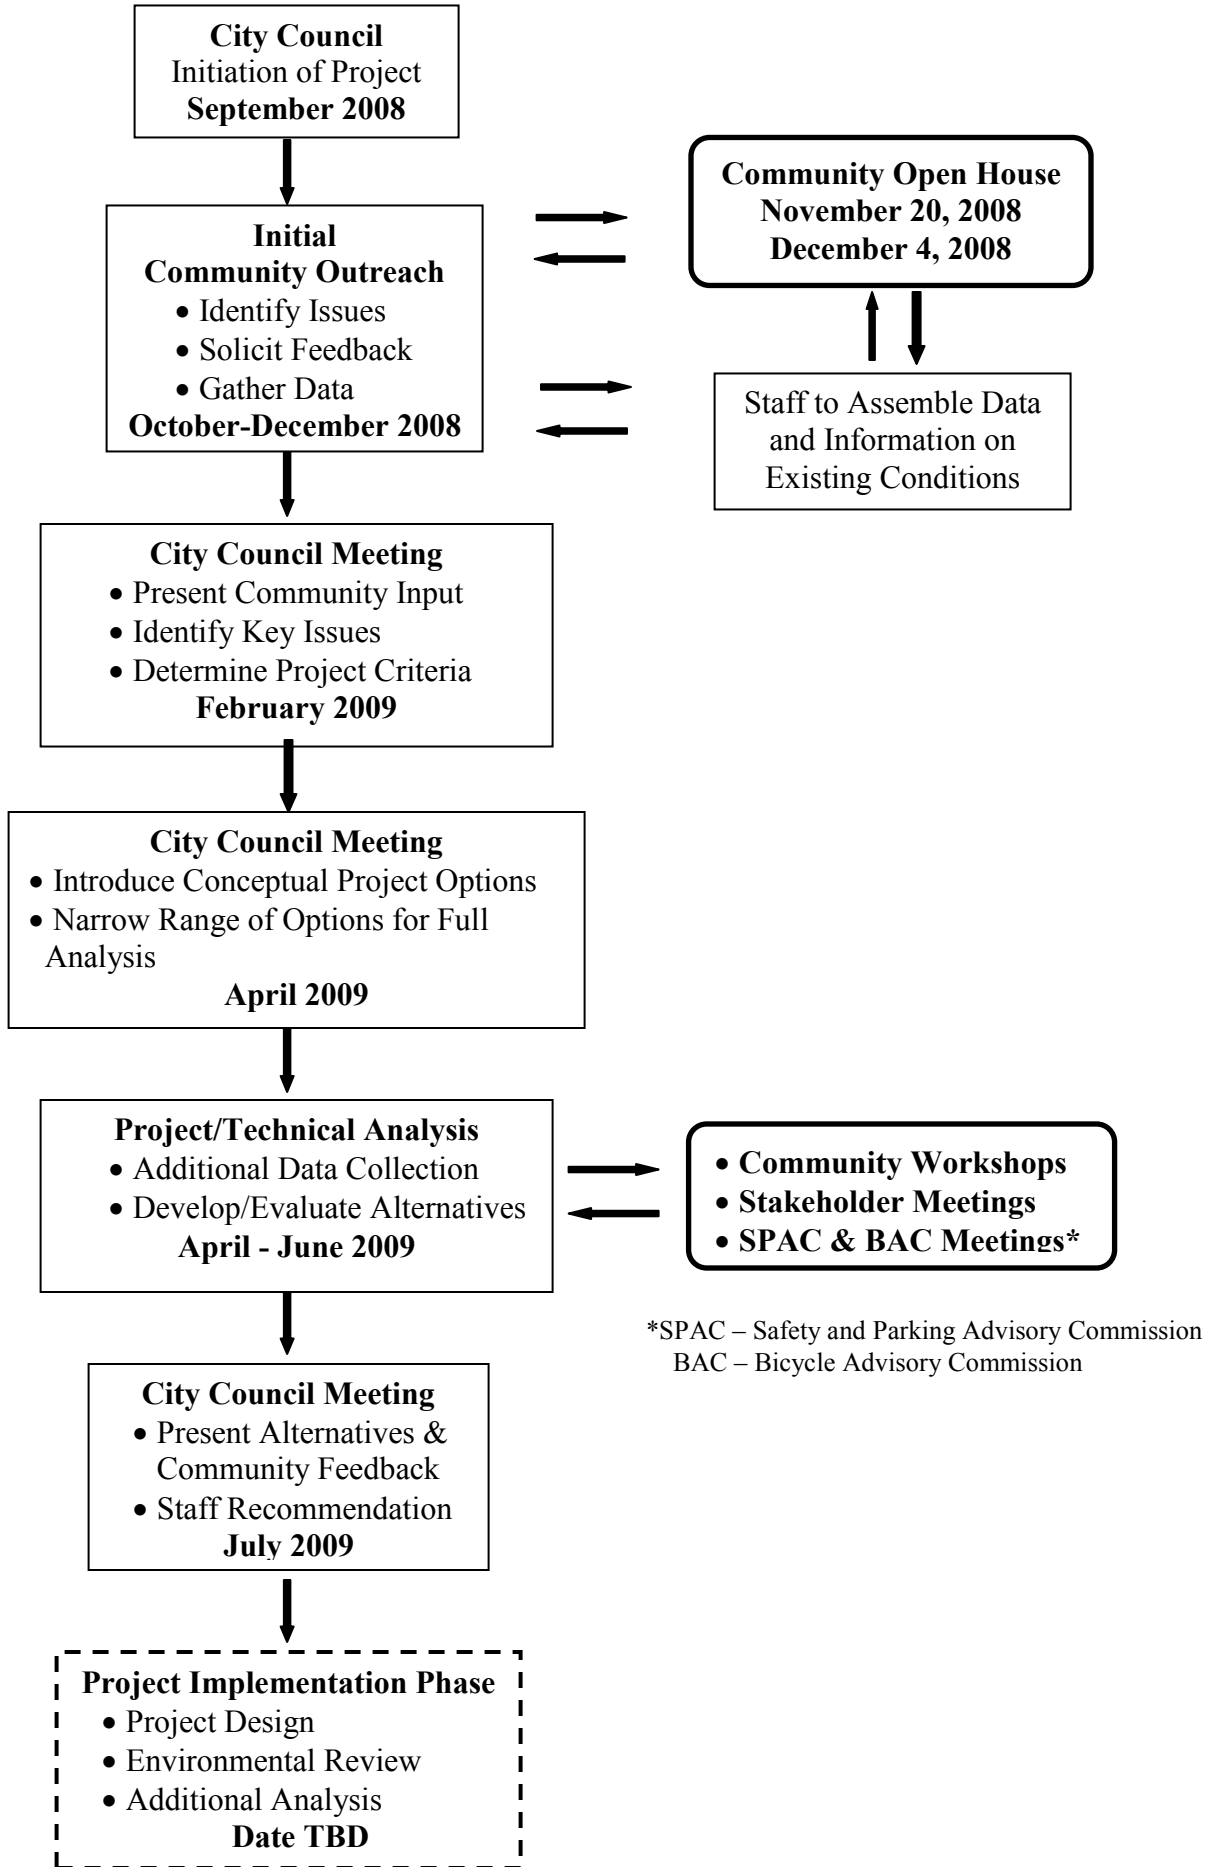 City Council
Initiation of Project
September 2008
Community Open House
November 20, 2008
December 4, 2008
Initial
Community Outreach
• Identify Issues
• Solicit Feedback
• Gather Data
October-December 2008
Staff to Assemble Data
and Information on
Existing Conditions
City Council Meeting
• Present Community Input
• Identify Key Issues
• Determine Project Criteria
February 2009
City Council Meeting
• Introduce Conceptual Project Options
• Narrow Range of Options for Full
Analysis
April 2009
Project/Technical Analysis
• Additional Data Collection
• Develop/Evaluate Alternatives
April - June 2009
• Community Workshops
• Stakeholder Meetings
• SPAC & BAC Meetings*
*SPAC – Safety and Parking Advisory Commission
BAC – Bicycle Advisory Commission
City Council Meeting
• Present Alternatives &
Community Feedback
• Staff Recommendation
July 2009
Project Implementation Phase
• Project Design
• Environmental Review
• Additional Analysis
Date TBD